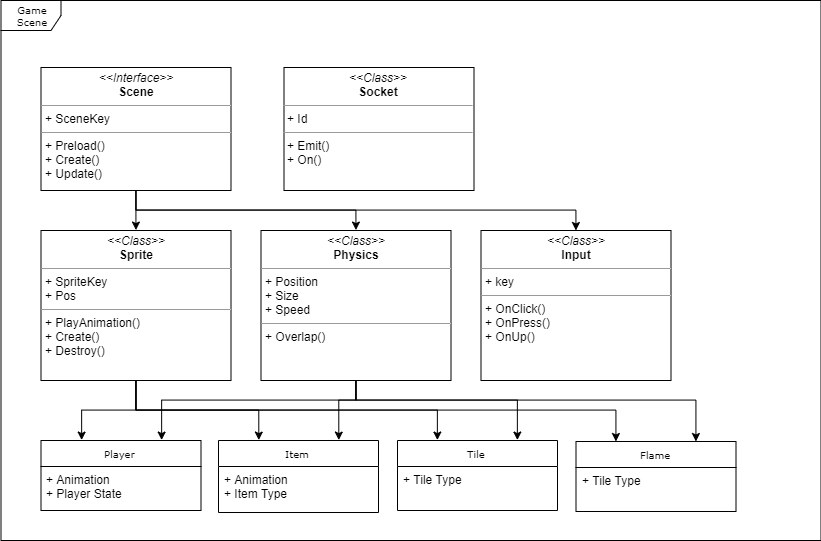 Game
Scene
<<Interface>>
Scene
+ SceneKey
+ Preload()
+ Create()
+ Update()
<<Class>>
Socket
+ Id
+ Emit()
+ On()
<<Class>>
Sprite
+ SpriteKey
+ Pos
+ PlayAnimation()
+ Create()
+ Destroy()
<<Class>>
Physics
+ Position
+ Size
+ Speed
+ Overlap()
<<Class>>
Input
+ key
+ OnClick()
+ OnPress()
+ OnUp()
Player
+ Animation
+ Player State
Item
+ Animation
+ Item Type
Tile
+ Tile Type
Flame
+ Tile Type